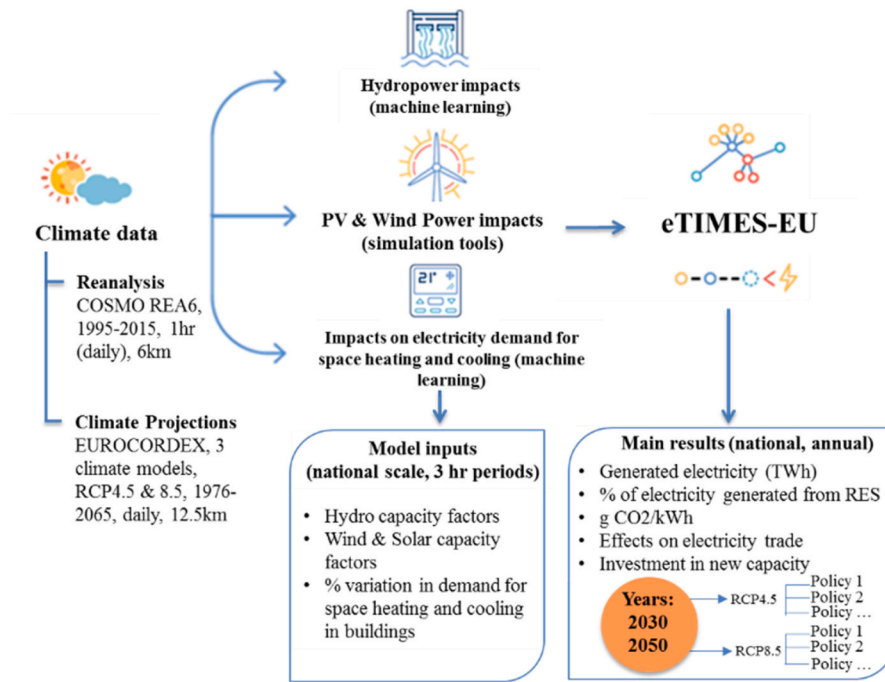 Hydropower impacts
(machine learning)
Climate data
Reanalysis
COSMO REA6,
1995-2015, 1hr
(daily), 6km
Climate Projections
EUROCORDEX, 3
climate models,
RCP4.5 & 8.5, 1976-
2065, daily, 12.5km
PV & Wind Power impacts
(simulation tools)
21
Impacts on electricity demand for
space heating and cooling (machine
learning)
eTIMES-EU
Model inputs
(national scale, 3 hr periods)
• Hydro capacity factors
• Wind & Solar capacity
factors
• % variation in demand for
space heating and cooling
in buildings
Main results (national, annual)
• Generated electricity (TWh)
• % of electricity generated from RES
• g CO2/kWh
• Effects on electricity trade
• Investment in new capacity
Years:
2030
2050
RCP4.5
Policy 1
Policy 2
Policy ...
RCP8.5
Policy 1
Policy 2
Policy ...